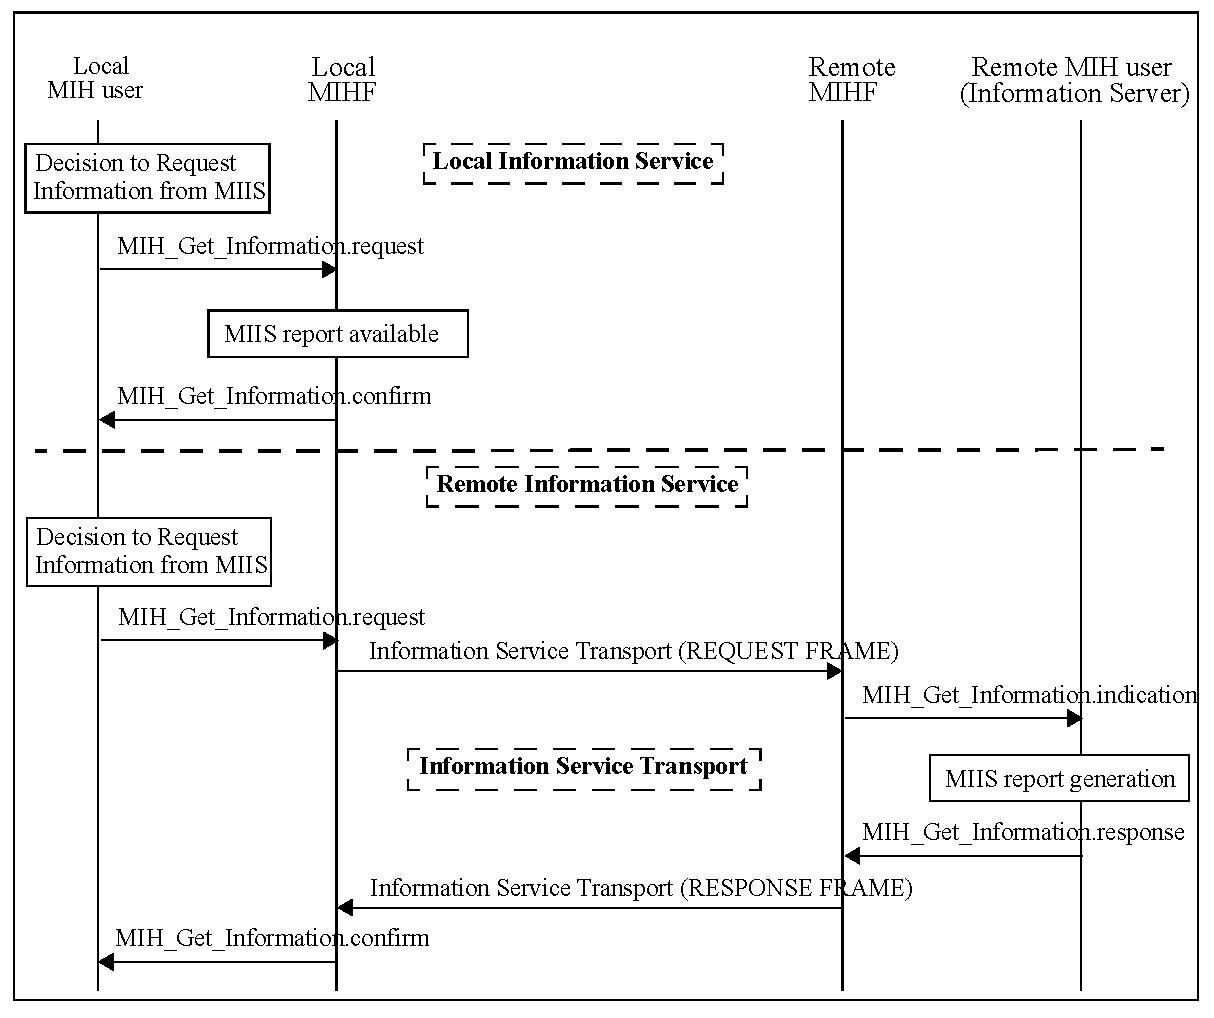 Local
MIH user
Local
MIHF
Remote
MIHF
Remote MIH user
(Information Server)
Decision to Request
Information from MIIS
Local Information Service
MIH_Get_Information.request
MIIS report available
MIH_Get_Information.confirm
Remote Information Service
Decision to Request
Information from MIIS
MIH_Get_Information.request
Information Service Transport (REQUEST FRAME)
MIH_Get_Information.indication
Information Service Transport
MIIS report generation
MIH_Get_Information.response
Information Service Transport (RESPONSE FRAME)
MIH_Get_Information.confirm